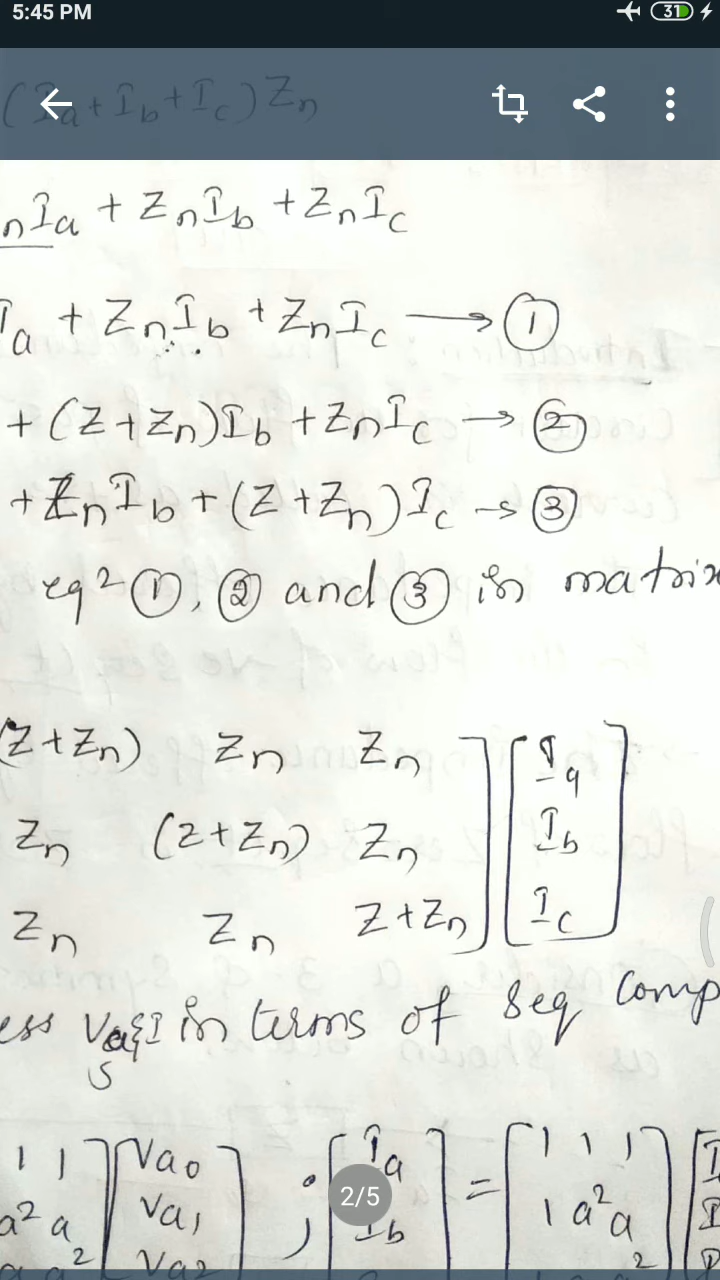 5:45 PM
31
(Ia + Ib + Ic) Zn
nIa + ZnIb + ZnIc
Ia + ZnIb + ZnIc → ①
+ (Z + Zn)Ib + ZnIc → ②
+ ZnIb + (Z + Zn)Ic → ③
eq² ①, ② and ③ in matrix
(Z + Zn) Zn Zn Ia
Zn (Z + Zn) Zn Ib
Zn Zn Z + Zn Ic
ess Va & I in terms of seq comp
s
1 1 Va0 ; Ia = 1 1 1 I
a² a Va1 Ib 1 a² a I
a a² Va2 a²
2/5